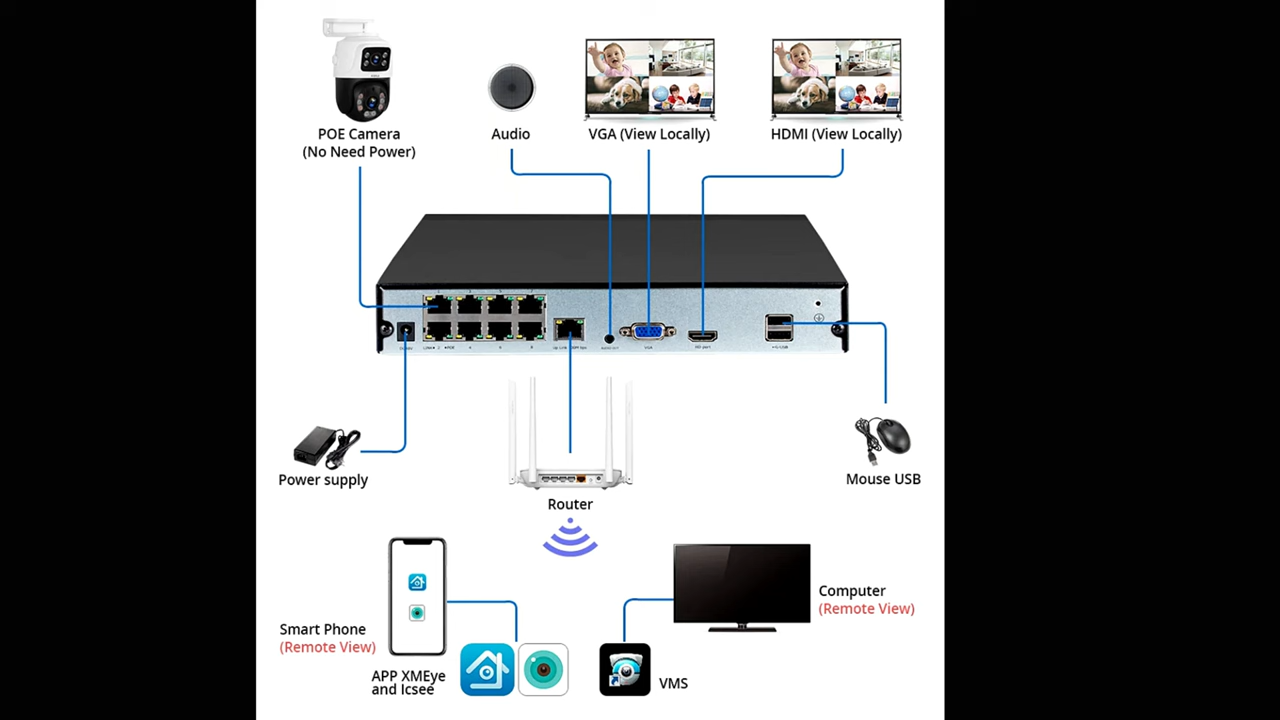 POE Camera
(No Need Power)
Audio
VGA (View Locally)
HDMI (View Locally)
VGA
Power supply
Router
Mouse USB
Smart Phone
(Remote View)
APP XMEye
and Icsee
VMS
Computer
(Remote View)